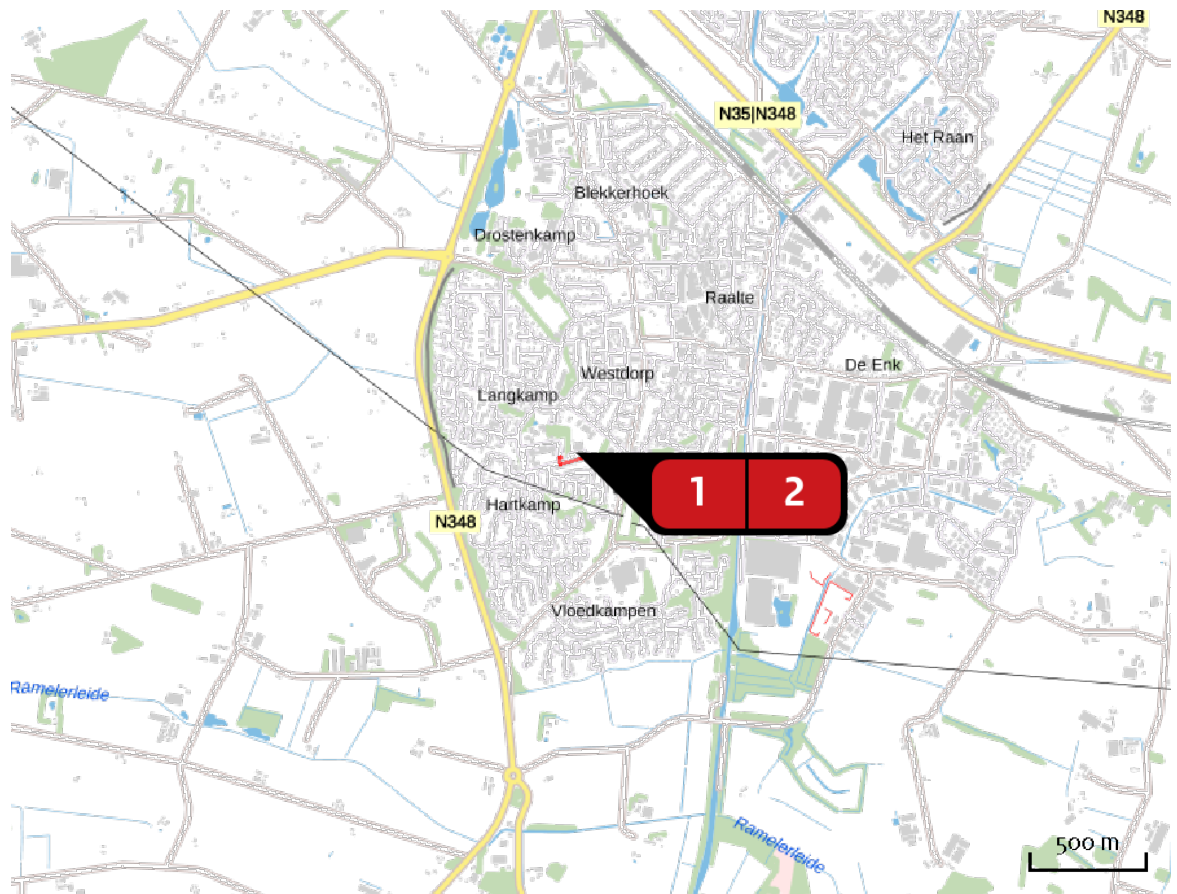 N348
N35|N348
Het Raan
Blekkerhoek
Drostenkamp
Raalte
De Enk
Westdorp
Langkamp
1 2
Hartkamp
N348
Vloedkampen
Ramelerleide
Ramelerleide
500 m